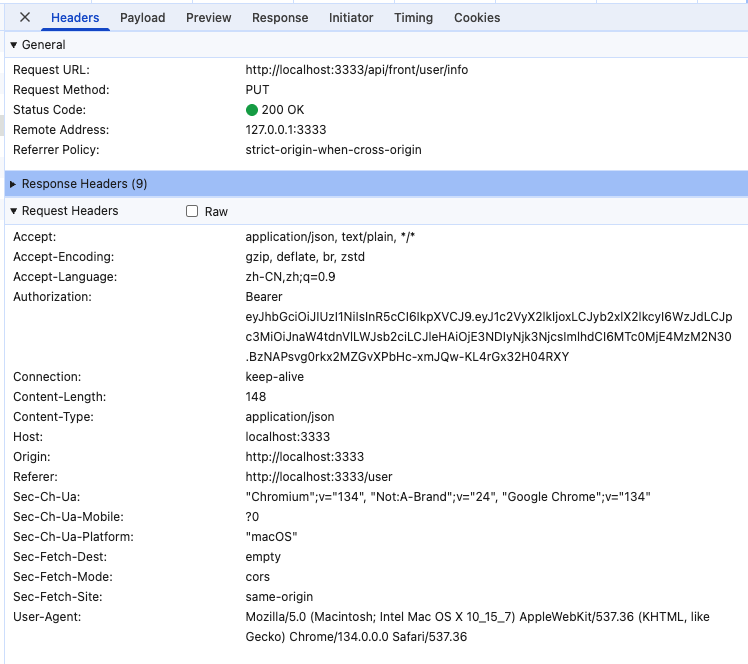 Headers Payload Preview Response Initiator Timing Cookies
General
Request URL: http://localhost:3333/api/front/user/info
Request Method: PUT
Status Code: 200 OK
Remote Address: 127.0.0.1:3333
Referrer Policy: strict-origin-when-cross-origin
Response Headers (9)
Request Headers Raw
Accept: application/json, text/plain, */*
Accept-Encoding: gzip, deflate, br, zstd
Accept-Language: zh-CN,zh;q=0.9
Authorization: Bearer
eyJhbGciOiJIUzI1NiIsInR5cCI6IkpXVCJ9.eyJ1c2VyX2lkIjoxLCJyb2xlX2lkcyI6WzJdLCJp
c3MiOiJnaW4tdnVlLWJsb2ciLCJleHAiOjE3NDIyNjk3NjcsImlhdCI6MTc0MjE4MzM2N30
.BzNAPsvg0rkx2MZGvXPbHc-xmJQw-KL4rGx32H04RXY
Connection: keep-alive
Content-Length: 148
Content-Type: application/json
Host: localhost:3333
Origin: http://localhost:3333
Referer: http://localhost:3333/user
Sec-Ch-Ua: "Chromium";v="134", "Not:A-Brand";v="24", "Google Chrome";v="134"
Sec-Ch-Ua-Mobile: ?0
Sec-Ch-Ua-Platform: "macOS"
Sec-Fetch-Dest: empty
Sec-Fetch-Mode: cors
Sec-Fetch-Site: same-origin
User-Agent: Mozilla/5.0 (Macintosh; Intel Mac OS X 10_15_7) AppleWebKit/537.36 (KHTML, like
Gecko) Chrome/134.0.0.0 Safari/537.36